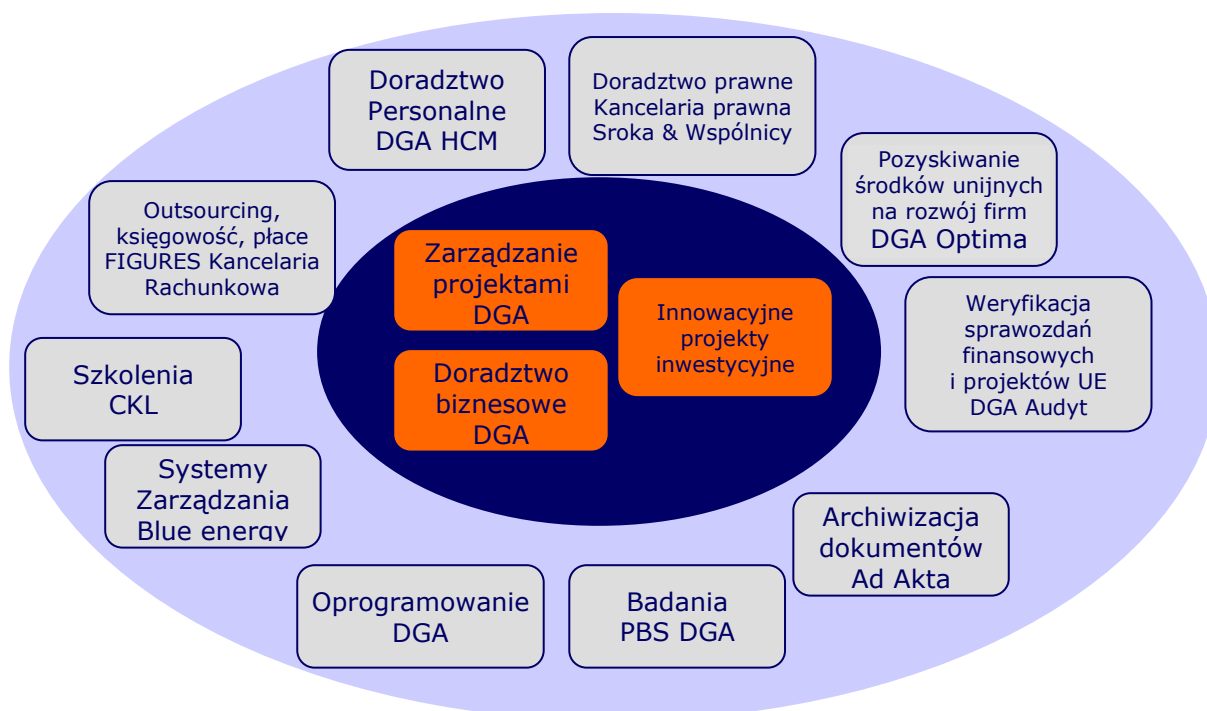 Doradztwo
Personalne
DGA HCM
Doradztwo prawne
Kancelaria prawna
Sroka & Wspólnicy
Pozyskiwanie
środków unijnych
na rozwój firm
DGA Optima
Outsourcing,
księgowość, płace
FIGURES Kancelaria
Rachunkowa
Zarządzanie
projektami
DGA
Innowacyjne
projekty
inwestycyjne
Weryfikacja
sprawozdań
finansowych
i projektów UE
DGA Audyt
Szkolenia
CKL
Doradztwo
biznesowe
DGA
Systemy
Zarządzania
Blue energy
Archiwizacja
dokumentów
Ad Akta
Oprogramowanie
DGA
Badania
PBS DGA